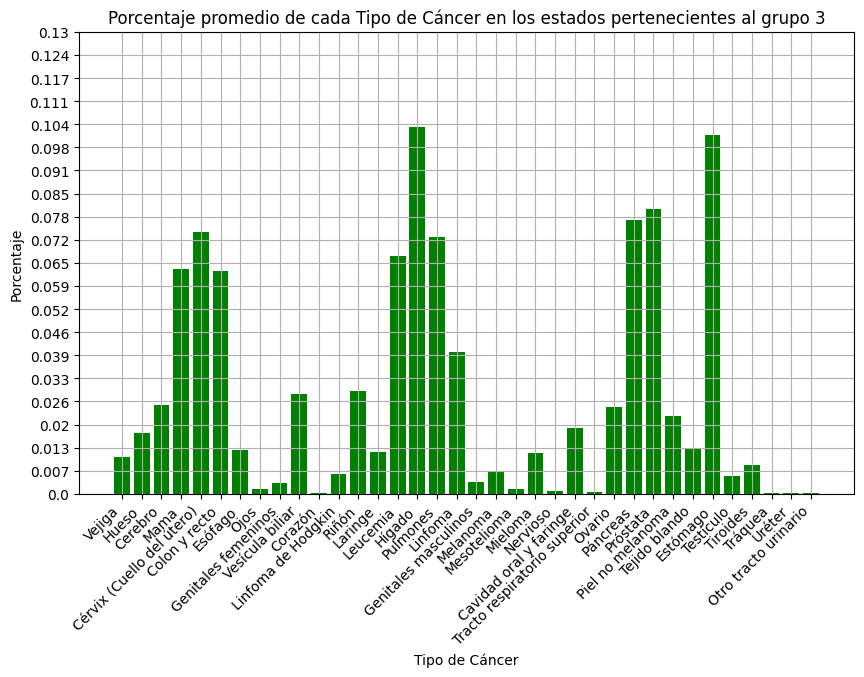 Porcentaje promedio de cada Tipo de Cáncer en los estados pertenecientes al grupo 3
0.13
0.124
0.117
0.111
0.104
0.098
0.091
0.085
0.078
0.072
0.065
0.059
0.052
0.046
0.039
0.033
0.026
0.02
0.013
0.007
0.0
Porcentaje
Vejiga
Hueso
Cerebro
Mama
Cérvix (Cuello del útero)
Colon y recto
Esófago
Ojos
Genitales femeninos
Vesícula biliar
Corazón
Linfoma de Hodgkin
Riñón
Laringe
Leucemia
Hígado
Pulmones
Linfoma
Genitales masculinos
Melanoma
Mesotelioma
Mieloma
Nervioso
Cavidad oral y faringe
Tracto respiratorio superior
Ovario
Páncreas
Próstata
Piel no melanoma
Tejido blando
Estómago
Testículo
Tiroides
Tráquea
Uréter
Otro tracto urinario
Tipo de Cáncer